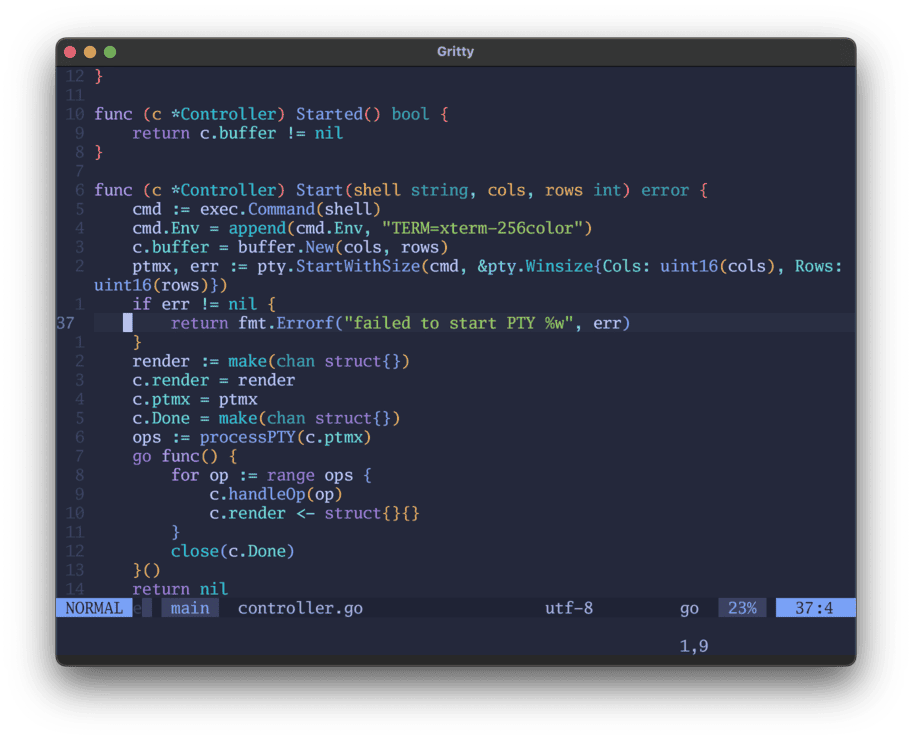 Gritty
12 }
11
10 func (c *Controller) Started() bool {
9 return c.buffer != nil
8 }
7
6 func (c *Controller) Start(shell string, cols, rows int) error {
5 cmd := exec.Command(shell)
4 cmd.Env = append(cmd.Env, "TERM=xterm-256color")
3 c.buffer = buffer.New(cols, rows)
2 ptmx, err := pty.StartWithSize(cmd, &pty.Winsize{Cols: uint16(cols), Rows:
uint16(rows)})
1 if err != nil {
37 return fmt.Errorf("failed to start PTY %w", err)
1 }
2 render := make(chan struct{})
3 c.render = render
4 c.ptmx = ptmx
5 c.Done = make(chan struct{})
6 ops := processPTY(c.ptmx)
7 go func() {
8 for op := range ops {
9 c.handleOp(op)
10 c.render <- struct{}{}
11 }
12 close(c.Done)
13 }()
14 return nil
NORMAL e main controller.go utf-8 go 23% 37:4
1,9